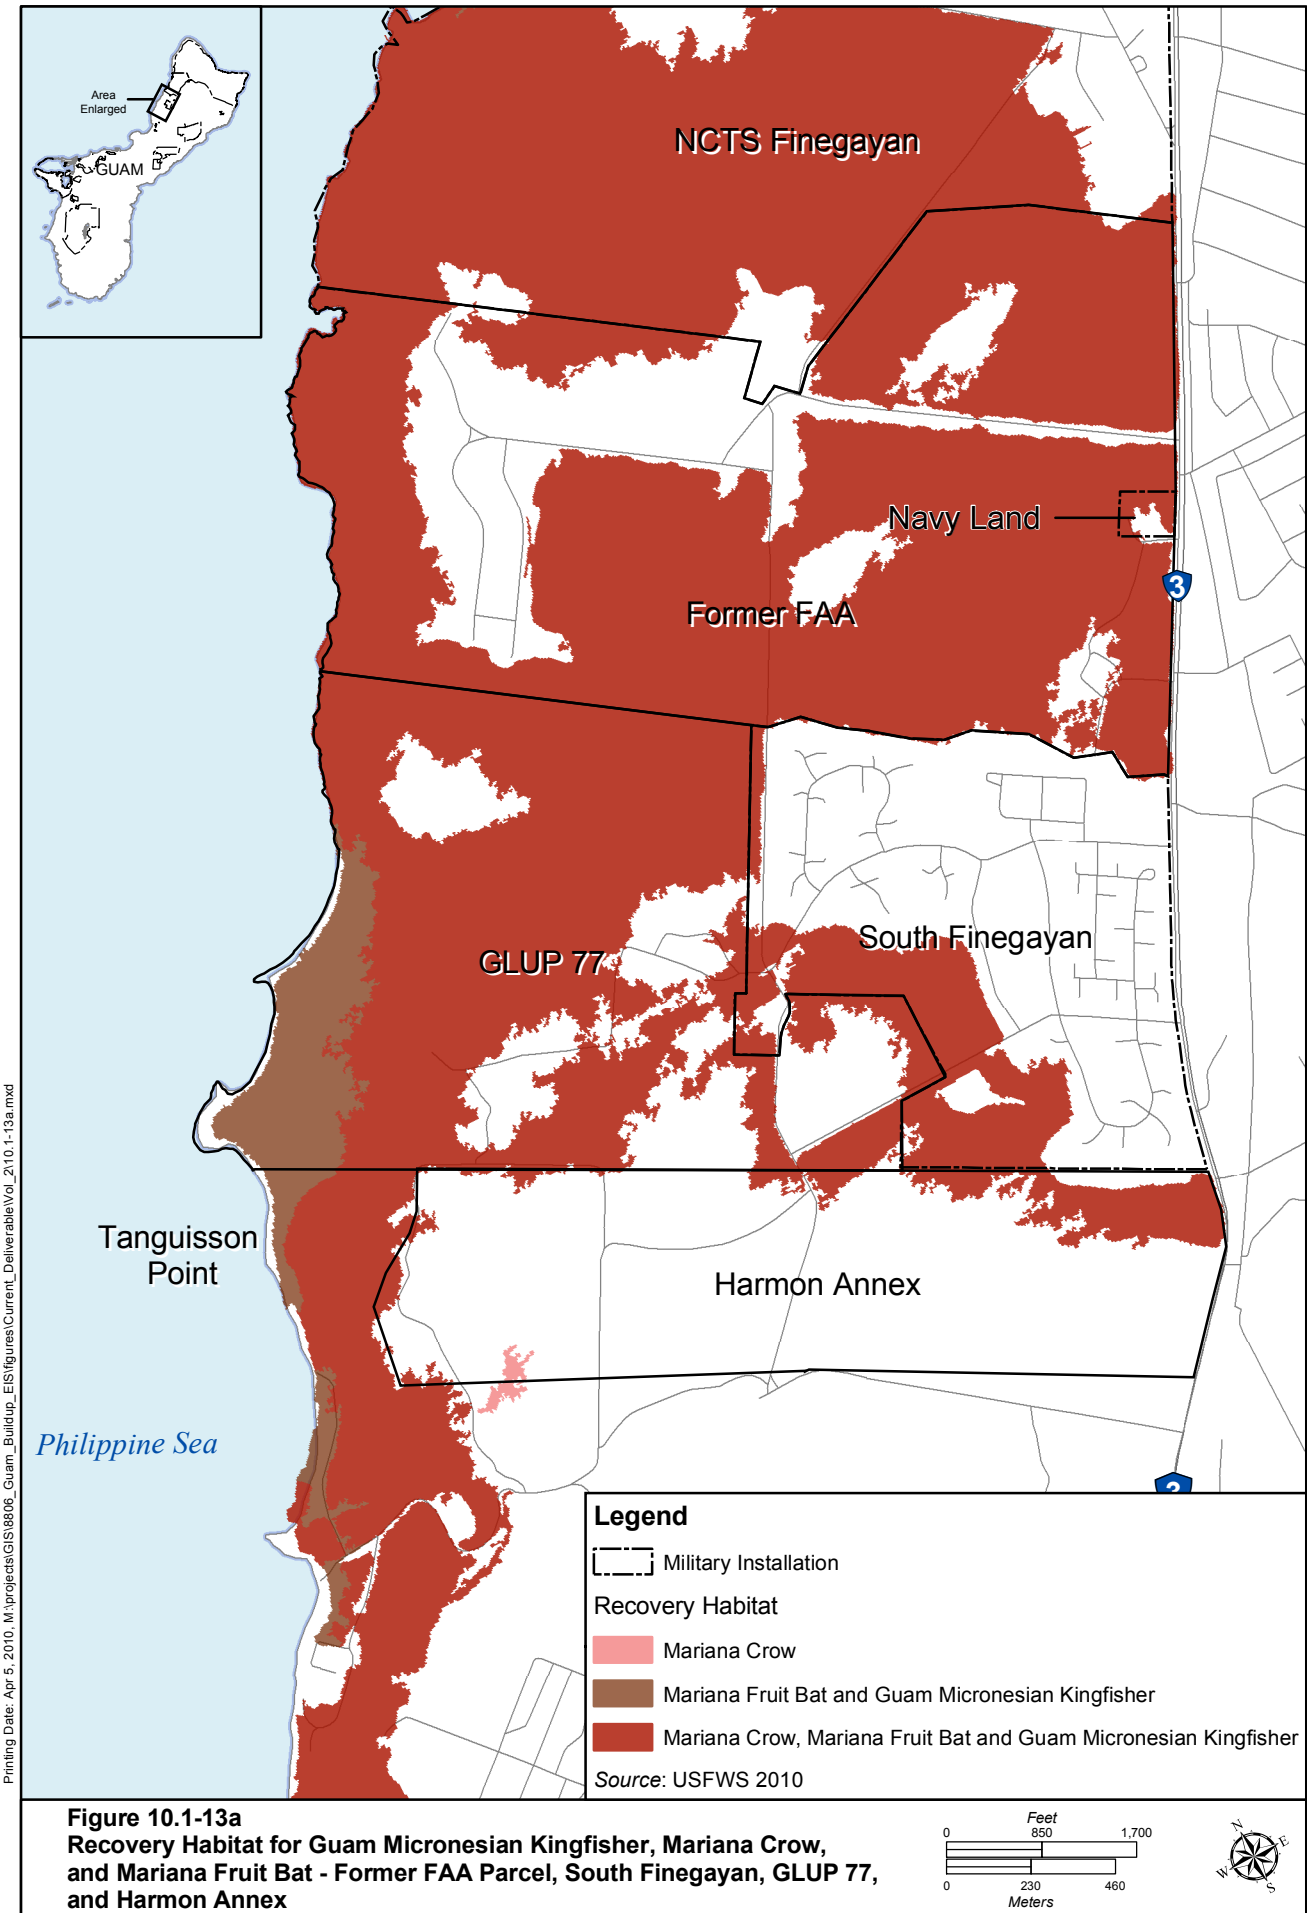 Area
Enlarged
GUAM
NCTS Finegayan
Navy Land
3
Former FAA
South Finegayan
GLUP 77
Tanguisson
Point
Harmon Annex
Philippine Sea
Legend
Military Installation
Recovery Habitat
Mariana Crow
Mariana Fruit Bat and Guam Micronesian Kingfisher
Mariana Crow, Mariana Fruit Bat and Guam Micronesian Kingfisher
Source: USFWS 2010
Printing Date: Apr 5, 2010, M:\projects\GIS\8806_Guam_Buildup_EIS\figures\Current_Deliverable\Vol_2\10.1-13a.mxd
Figure 10.1-13a
Recovery Habitat for Guam Micronesian Kingfisher, Mariana Crow,
and Mariana Fruit Bat - Former FAA Parcel, South Finegayan, GLUP 77,
and Harmon Annex
Feet
0 850 1,700
0 230 460
Meters
N
E
W
S